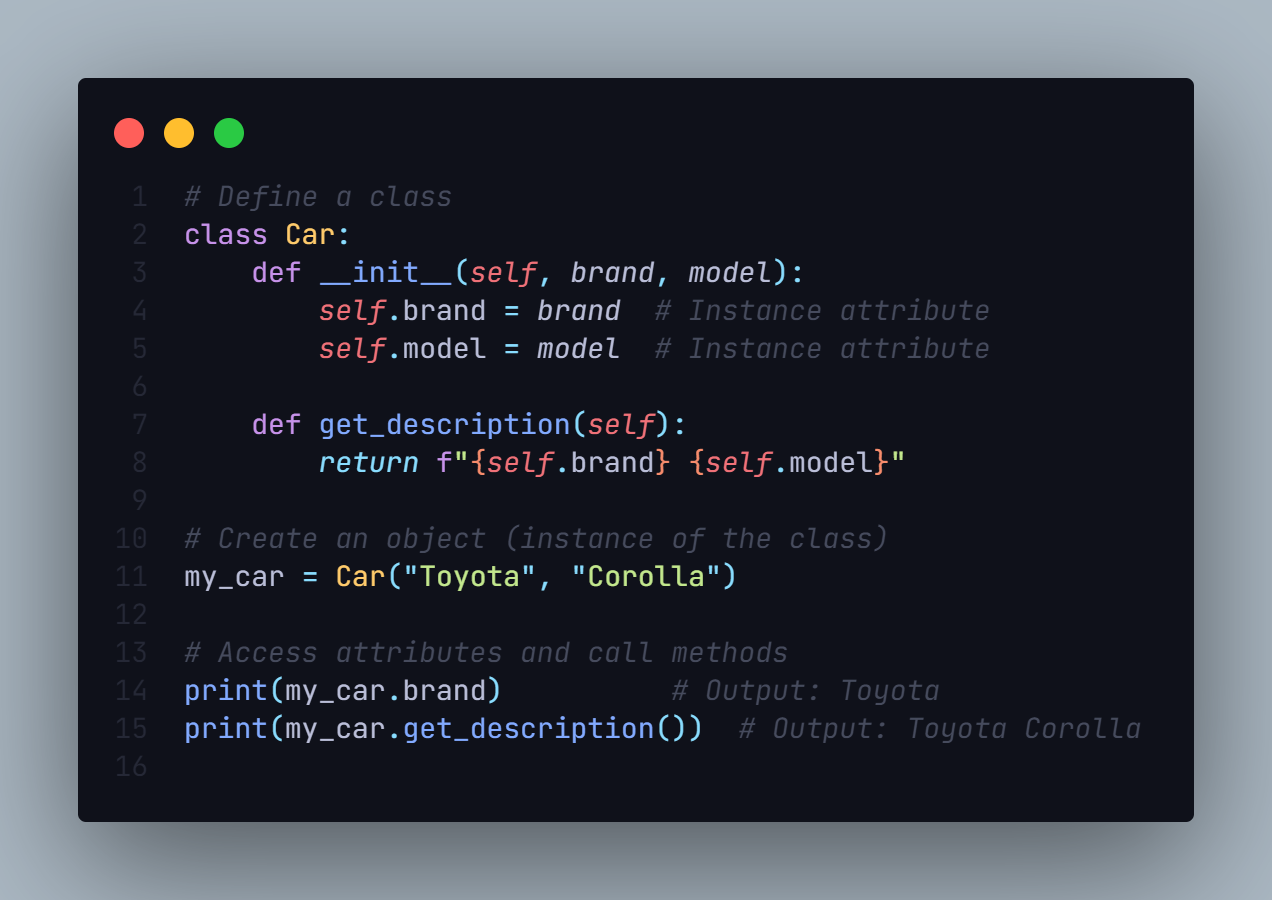 1 # Define a class
2 class Car:
3     def __init__(self, brand, model):
4         self.brand = brand  # Instance attribute
5         self.model = model  # Instance attribute
6
7     def get_description(self):
8         return f"{self.brand} {self.model}"
9
10 # Create an object (instance of the class)
11 my_car = Car("Toyota", "Corolla")
12
13 # Access attributes and call methods
14 print(my_car.brand)          # Output: Toyota
15 print(my_car.get_description())  # Output: Toyota Corolla
16